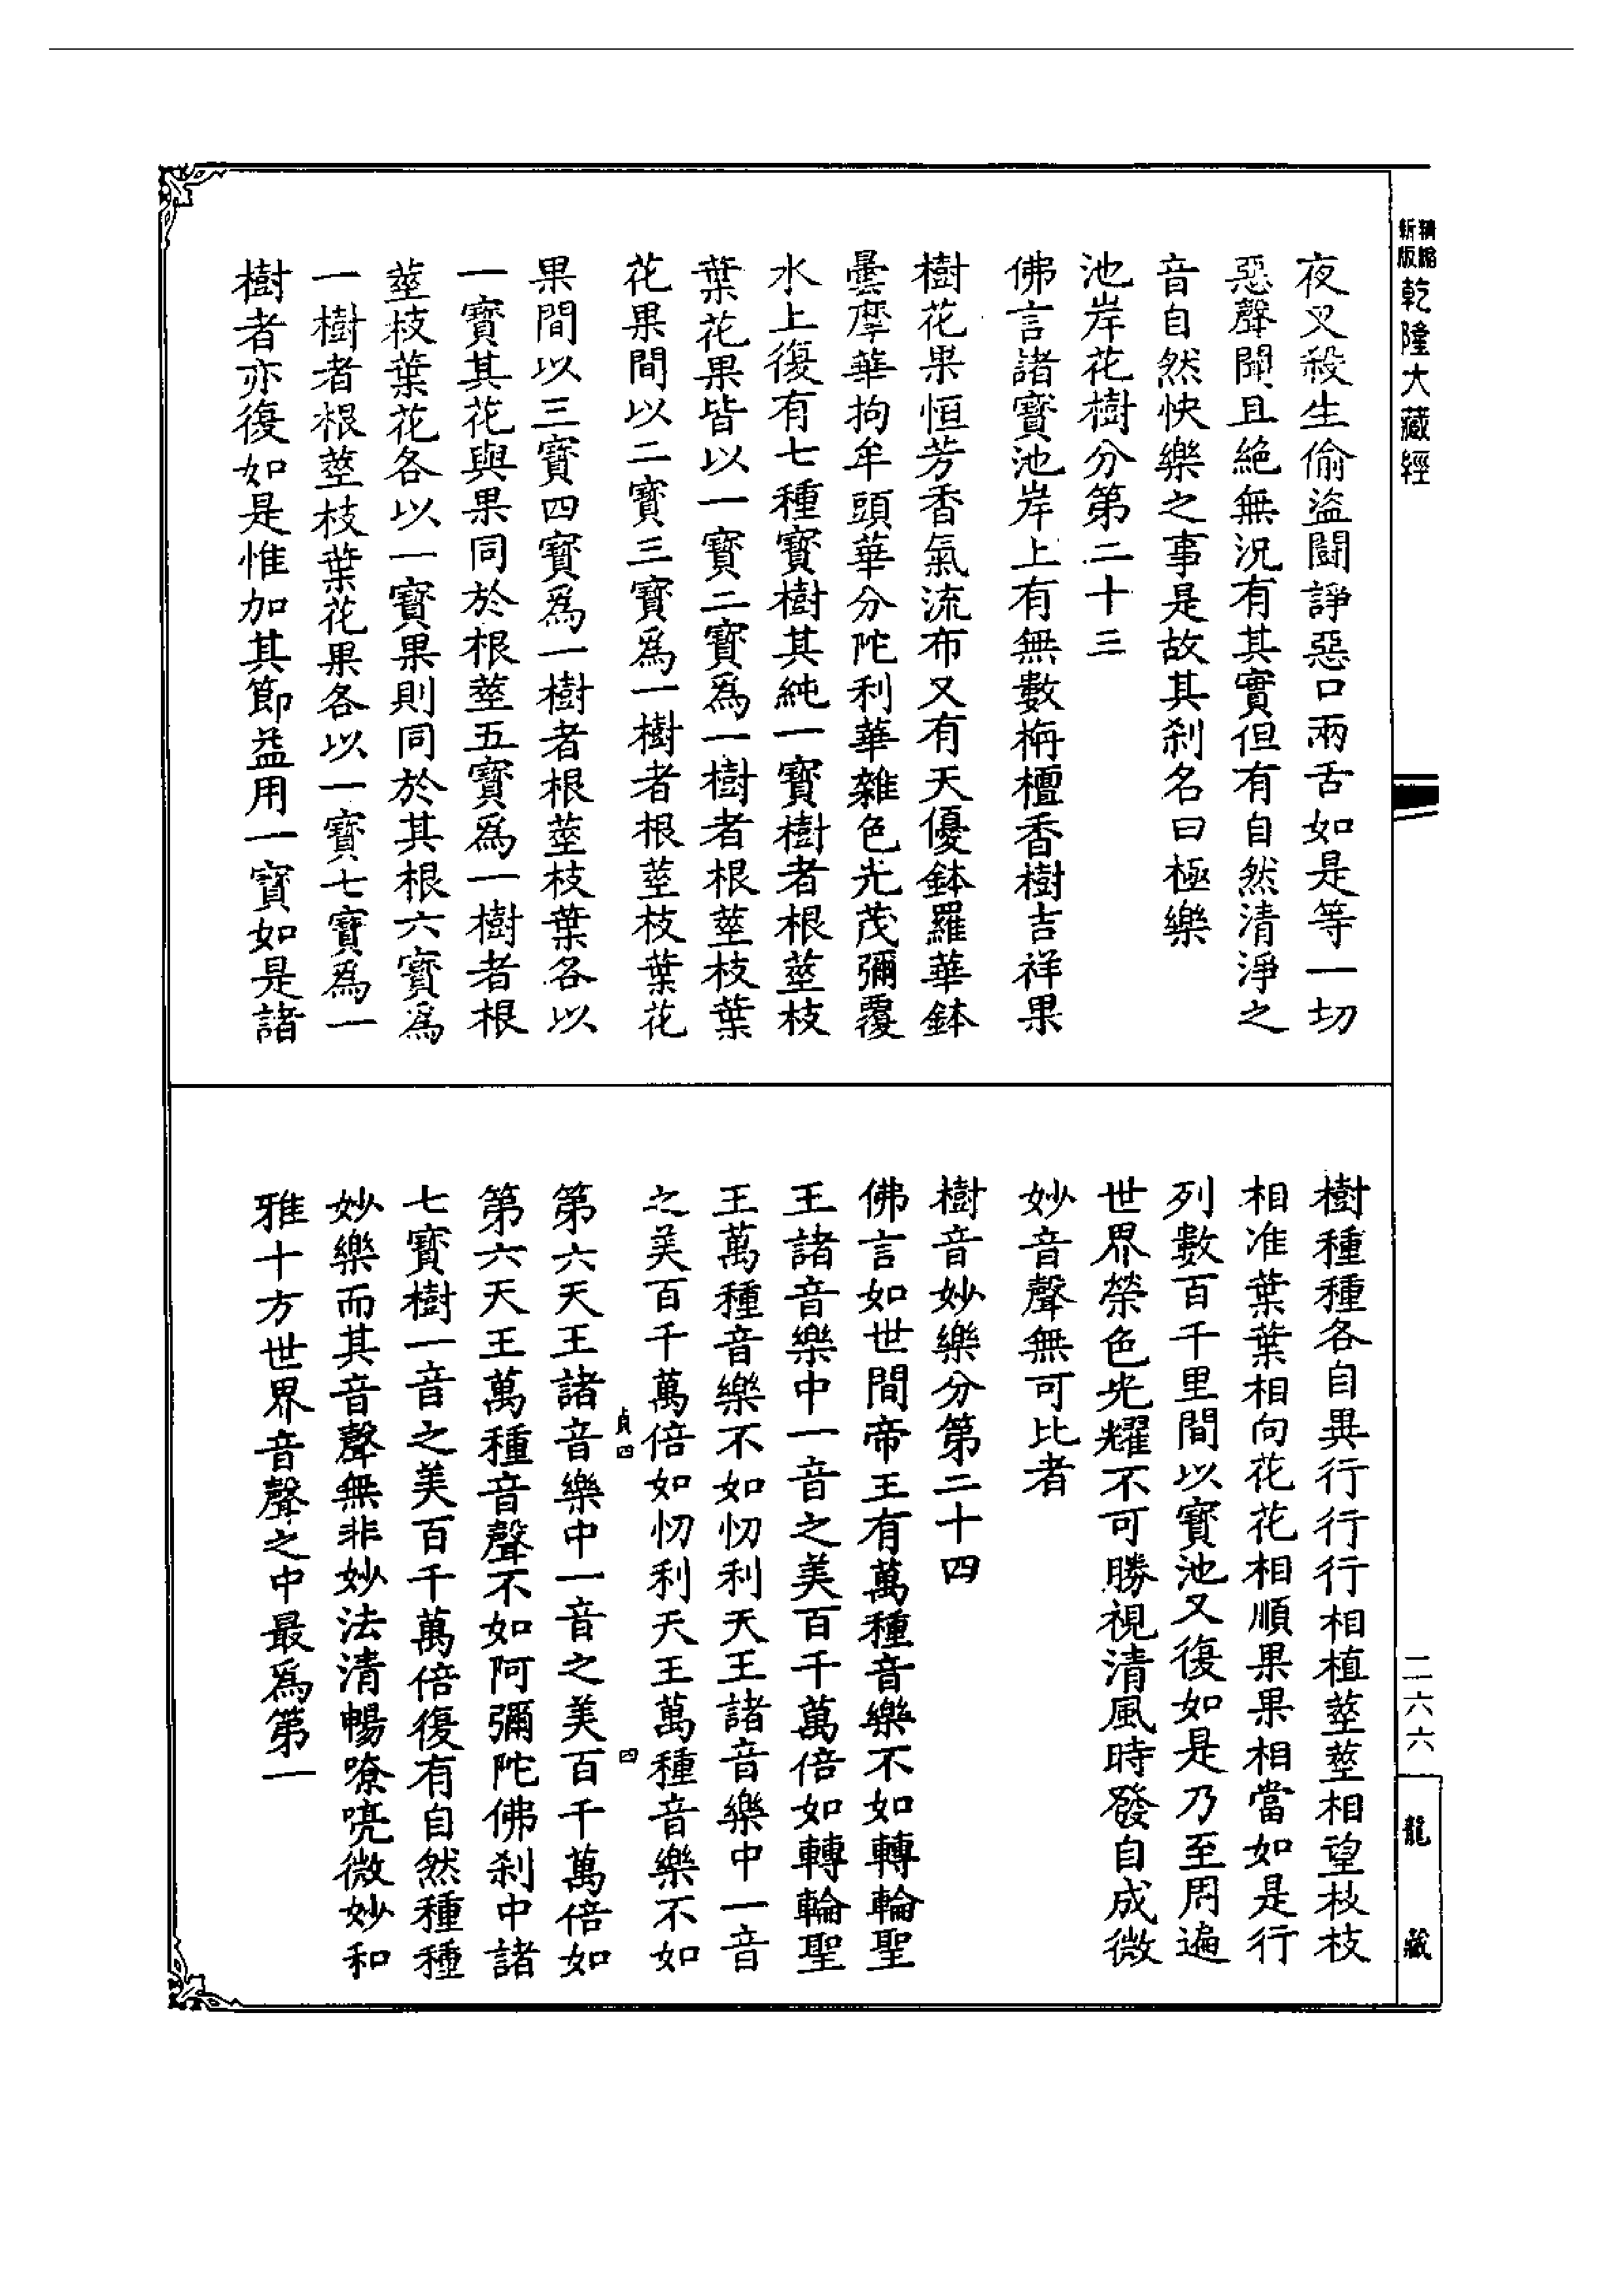 精縮
新版
乾隆大藏經
夜叉殺生偷盜鬪諍惡口兩舌如是等一切
惡聲聞且絶無況有其實但有自然清淨之
音自然快樂之事是故其刹名曰極樂
池岸花樹分第二十三
佛言諸寶池岸上有無數栴檀香樹吉祥果
樹花果恒芳香氣流布又有天優鉢羅華鉢
曇摩華拘牟頭華分陀利華雜色光茂彌覆
水上復有七種寶樹其純一寶樹者根莖枝
葉花果皆以一寶二寶爲一樹者根莖枝葉
花果間以二寶三寶爲一樹者根莖枝葉花
果間以三寶四寶爲一樹者根莖枝葉各以
一寶其花與果同於根莖五寶爲一樹者根
莖枝葉花各以一寶果則同於其根六寶爲
一樹者根莖枝葉花果各以一寶七寶爲一
樹者亦復如是惟加其節益用一寶如是諸
樹種種各自異行行行相植莖莖相望枝枝
相准葉葉相向花花相順果果相當如是行
列數百千里間以寶池又復如是乃至周遍
世界榮色光耀不可勝視清風時發自成微
妙音聲無可比者
樹音妙樂分第二十四
佛言如世間帝王有萬種音樂不如轉輪聖
王諸音樂中一音之美百千萬倍如轉輪聖
王萬種音樂不如忉利天王諸音樂中一音
之美百千萬倍如忉利天王萬種音樂不如
貞四
四
第六天王諸音樂中一音之美百千萬倍如
第六天王萬種音聲不如阿彌陀佛刹中諸
七寶樹一音之美百千萬倍復有自然種種
妙樂而其音聲無非妙法清暢嘹喨微妙和
雅十方世界音聲之中最爲第一
二六六
龍藏